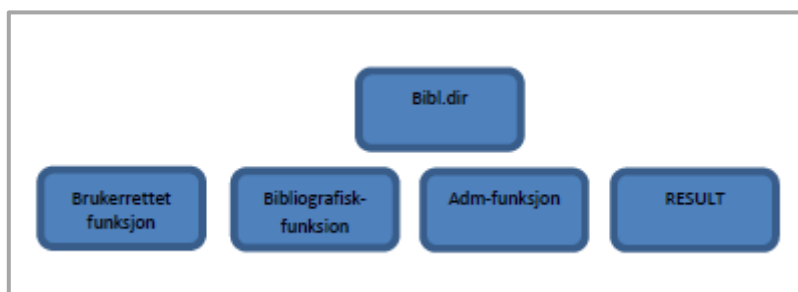 Bibl.dir
Brukerrettet
funksjon
Bibliografisk-
funksion
Adm-funksjon
RESULT